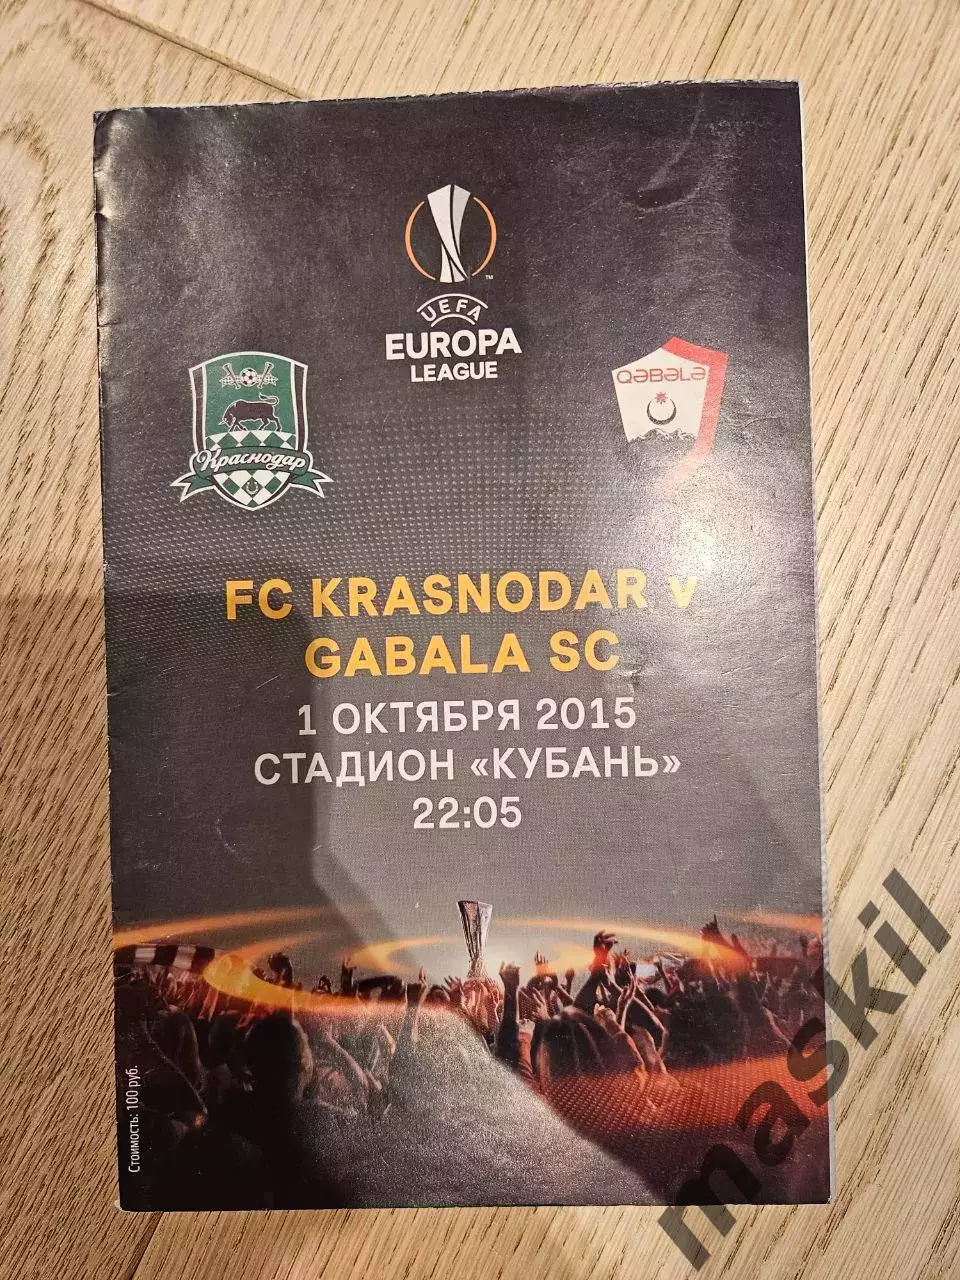 UEFA
EUROPA
LEAGUE
™
QƏBƏLƏ
Краснодар
FC KRASNODAR v
GABALA SC
1 ОКТЯБРЯ 2015
СТАДИОН «КУБАНЬ»
22:05
Стоимость: 100 руб.
maskil